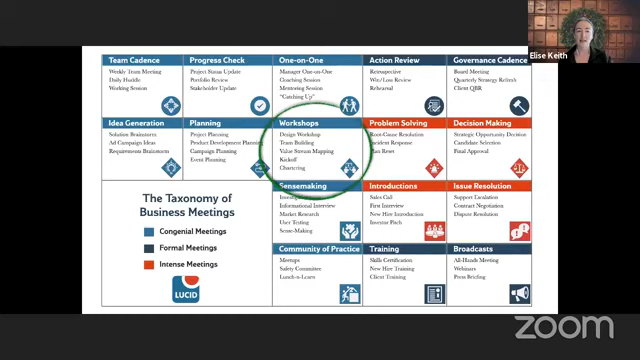 Elise Keith
Team Cadence
Weekly Team Meeting
Daily Huddle
Working Session
Progress Check
Project Status Update
Portfolio Review
Stakeholder Update
One-on-One
Manager One-on-One
Coaching Session
Mentoring Session
"Catching Up"
Action Review
Retrospective
Win/Loss Review
Rehearsal
Governance Cadence
Board Meeting
Quarterly Strategy Refresh
Client QBR
Idea Generation
Solution Brainstorm
Ad Campaign Ideas
Requirements Brainstorm
Planning
Project Planning
Product Development Planning
Campaign Planning
Event Planning
Workshops
Design Workshop
Team Building
Value Stream Mapping
Kickoff
Chartering
Problem Solving
Root-Cause Resolution
Incident Response
Plan Reset
Decision Making
Strategic Opportunity Decision
Candidate Selection
Final Approval
The Taxonomy of
Business Meetings
Congenial Meetings
Formal Meetings
Intense Meetings
LUCID
Sensemaking
Informational Interview
Market Research
User Testing
Sense-Making
Introductions
Sales Call
First Interview
New Hire Introduction
Investor Pitch
Issue Resolution
Support Escalation
Contract Negotiation
Dispute Resolution
Community of Practice
Meetups
Safety Committee
Lunch-n-Learn
Training
Skills Certification
New Hire Training
Client Training
Broadcasts
All-Hands Meeting
Webinars
Press Briefing
zoom